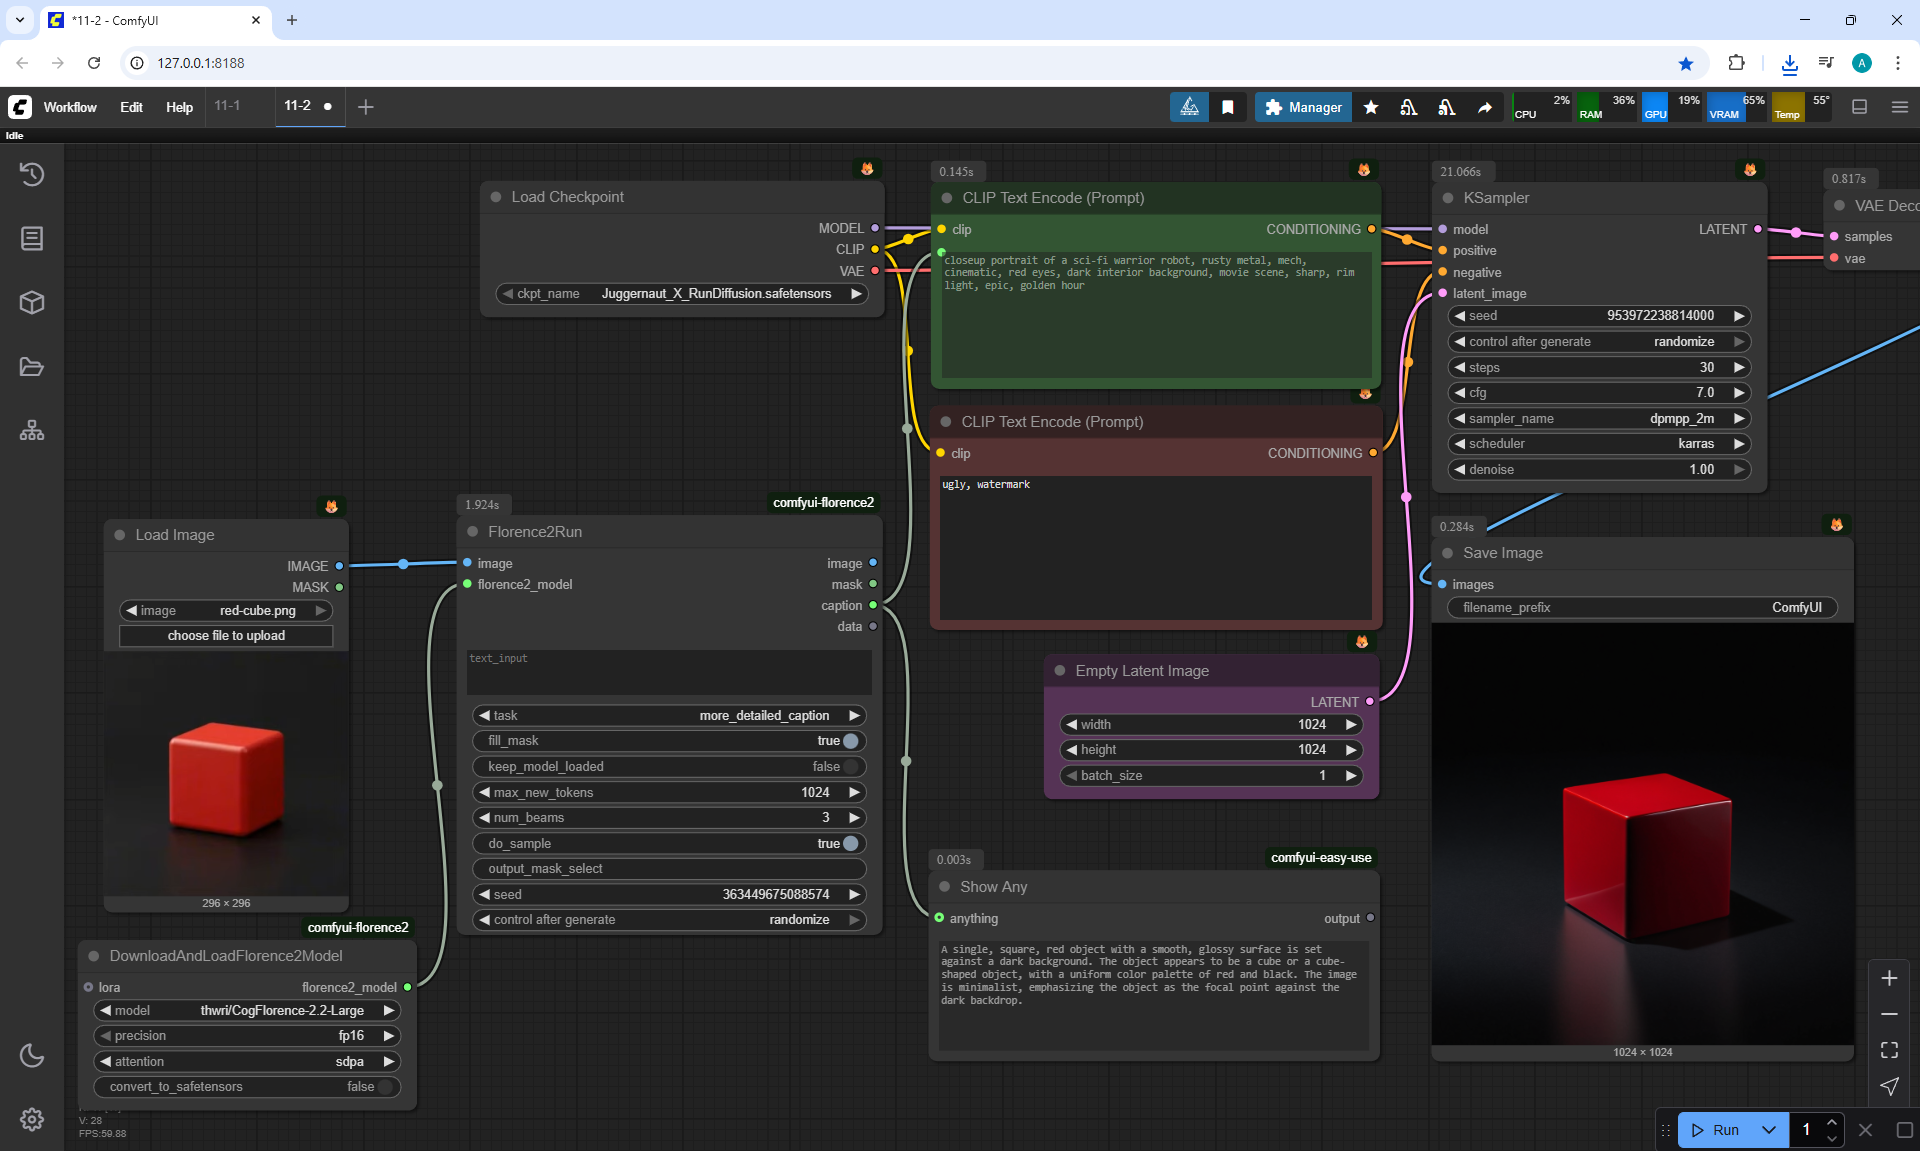 *11-2 - ComfyUI
127.0.0.1:8188
Workflow Edit Help 11-1 11-2
Manager
CPU 2% RAM 36% GPU 19% VRAM 65% Temp 55°
Idle
Load Checkpoint
MODEL
CLIP
VAE
ckpt_name Juggernaut_X_RunDiffusion.safetensors
0.145s
CLIP Text Encode (Prompt)
clip CONDITIONING
closeup portrait of a sci-fi warrior robot, rusty metal, mech,
cinematic, red eyes, dark interior background, movie scene, sharp, rim
light, epic, golden hour
CLIP Text Encode (Prompt)
clip CONDITIONING
ugly, watermark
21.066s
KSampler
model LATENT
positive
negative
latent_image
seed 953972238814000
control after generate randomize
steps 30
cfg 7.0
sampler_name dpmpp_2m
scheduler karras
denoise 1.00
0.817s
VAE Deco
samples
vae
Load Image
IMAGE
MASK
image red-cube.png
choose file to upload
296 × 296
1.924s
comfyui-florence2
Florence2Run
image image
florence2_model mask
caption
data
text_input
task more_detailed_caption
fill_mask true
keep_model_loaded false
max_new_tokens 1024
num_beams 3
do_sample true
output_mask_select
seed 363449675088574
control after generate randomize
Empty Latent Image
LATENT
width 1024
height 1024
batch_size 1
0.284s
Save Image
images
filename_prefix ComfyUI
1024 × 1024
comfyui-florence2
DownloadAndLoadFlorence2Model
lora florence2_model
model thwri/CogFlorence-2.2-Large
precision fp16
attention sdpa
convert_to_safetensors false
V: 28
FPS:59.88
0.003s
comfyui-easy-use
Show Any
anything output
A single, square, red object with a smooth, glossy surface is set
against a dark background. The object appears to be a cube or a cube-
shaped object, with a uniform color palette of red and black. The image
is minimalist, emphasizing the object as the focal point against the
dark backdrop.
Run 1
A